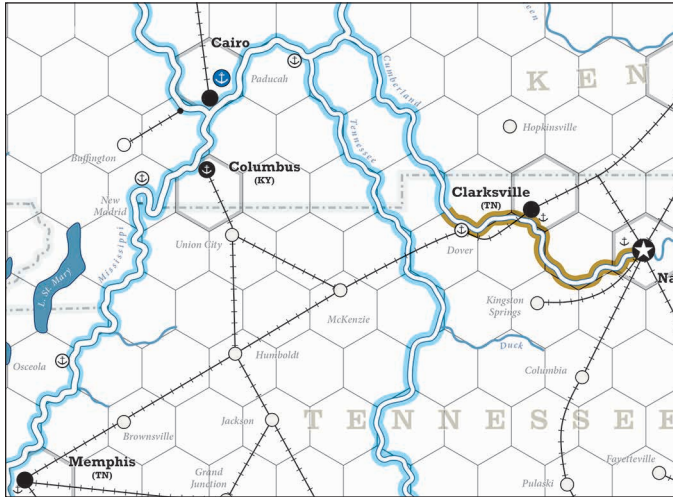 Cairo
Paducah
Cumberland
KEN
Tennessee
Hopkinsville
Buffington
Columbus
(KY)
New
Madrid
Clarksville
(TN)
Mississippi
Union City
Dover
Na
L. St. Mary
McKenzie
Kingston
Springs
Osceola
Humboldt
Duck
Columbia
Brownsville
Jackson
TENNESSEE
Memphis
(TN)
Grand
Junction
Fayetteville
Pulaski